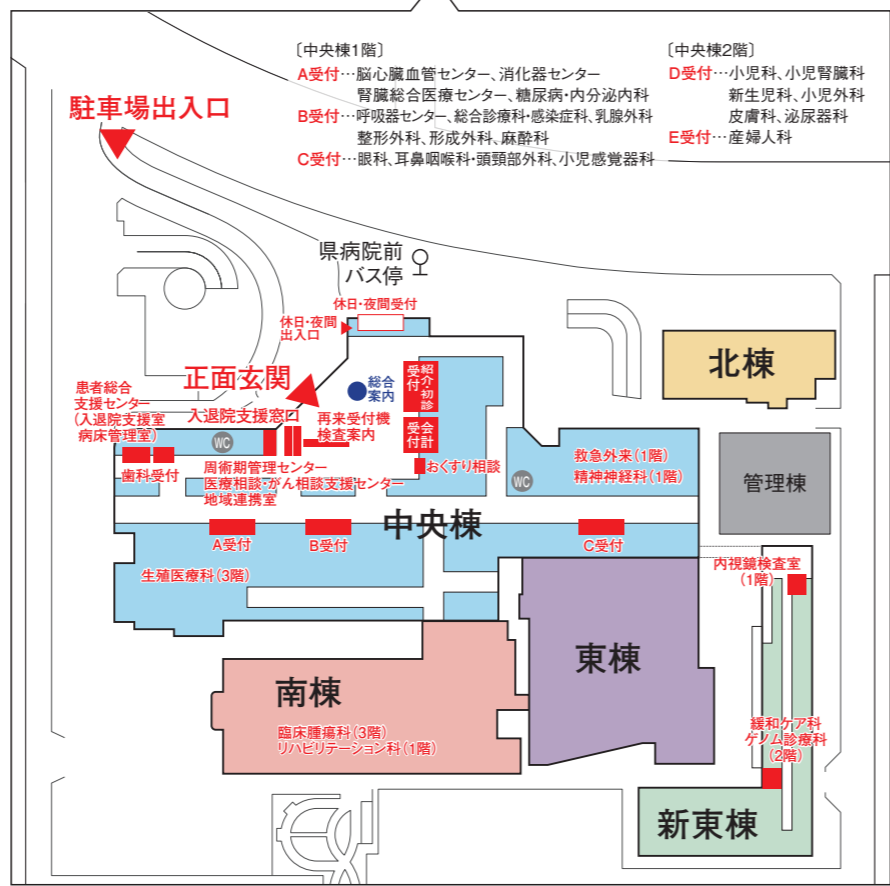 〔中央棟1階〕
A受付…脳心臓血管センター、消化器センター
腎臓総合医療センター、糖尿病・内分泌内科
B受付…呼吸器センター、総合診療科・感染症科、乳腺外科
整形外科、形成外科、麻酔科
C受付…眼科、耳鼻咽喉科・頭頸部外科、小児感覚器科
〔中央棟2階〕
D受付…小児科、小児腎臓科
新生児科、小児外科
皮膚科、泌尿器科
E受付…産婦人科
駐車場出入口
県病院前
バス停
休日・夜間受付
休日・夜間
出入口
正面玄関
総合
案内
紹介初診
受付
会計
受付
おくすり相談
患者総合
支援センター
(入退院支援室
病床管理室)
入退院支援窓口
再来受付機
検査案内
WC
歯科受付
周術期管理センター
医療相談・がん相談支援センター
地域連携室
WC
救急外来(1階)
精神神経科(1階)
北棟
管理棟
中央棟
A受付
B受付
C受付
生殖医療科(3階)
内視鏡検査室
(1階)
東棟
南棟
臨床腫瘍科(3階)
リハビリテーション科(1階)
緩和ケア科
ゲノム診療科
(2階)
新東棟